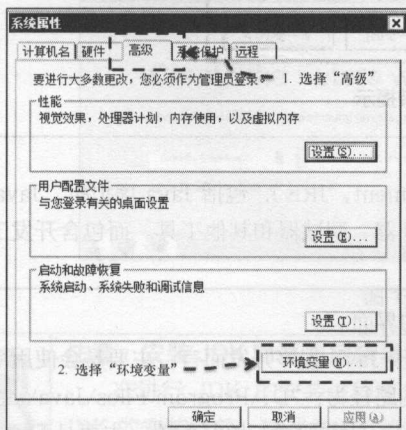 系统属性
计算机名 硬件 高级 系统保护 远程
要进行大多数更改，您必须作为管理员登录。
1. 选择“高级”
性能
视觉效果，处理器计划，内存使用，以及虚拟内存
设置(S)...
用户配置文件
与您登录有关的桌面设置
设置(E)...
启动和故障恢复
系统启动、系统失败和调试信息
设置(T)...
2. 选择“环境变量”
环境变量(N)...
确定 取消 应用(A)